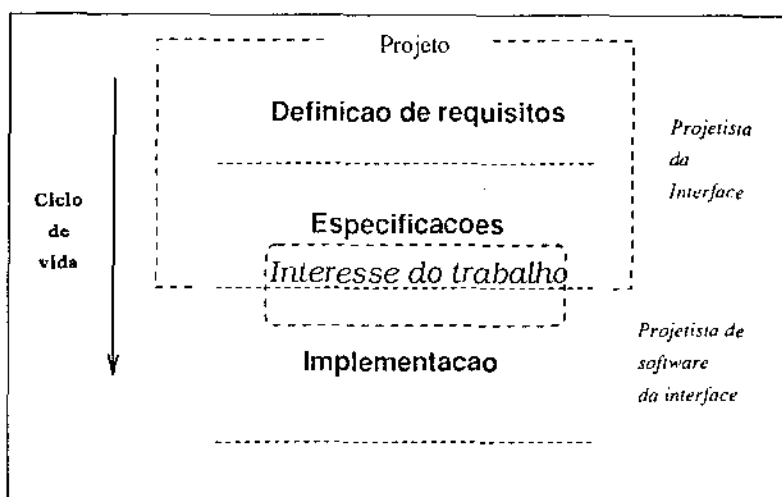 Projeto
Definicao de requisitos
Projetista
da
Interface
Ciclo
de
vida
Especificacoes
Interesse do trabalho
Projetista de
software
da interface
Implementacao